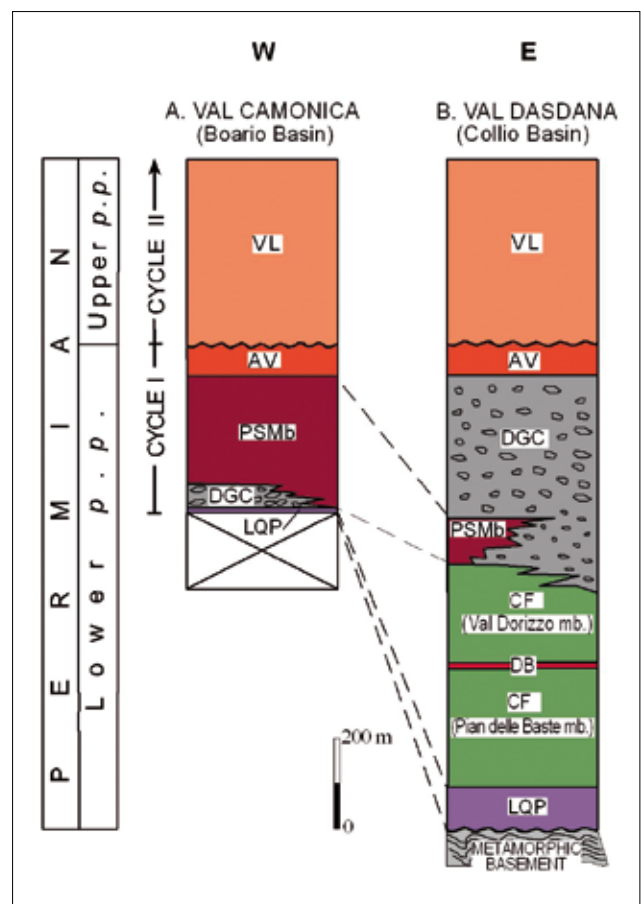 W
E
A. VAL CAMONICA
(Boario Basin)
B. VAL DASDANA
(Collio Basin)
PERMIAN
Upper p.p.
Lower p.p.
CYCLE II
CYCLE I
VL
AV
PSMb
DGC
LQP
VL
AV
DGC
PSMb
CF
(Val Dorizzo mb.)
DB
CF
(Pian delle Baste mb.)
LQP
METAMORPHIC
BASEMENT
200 m
0